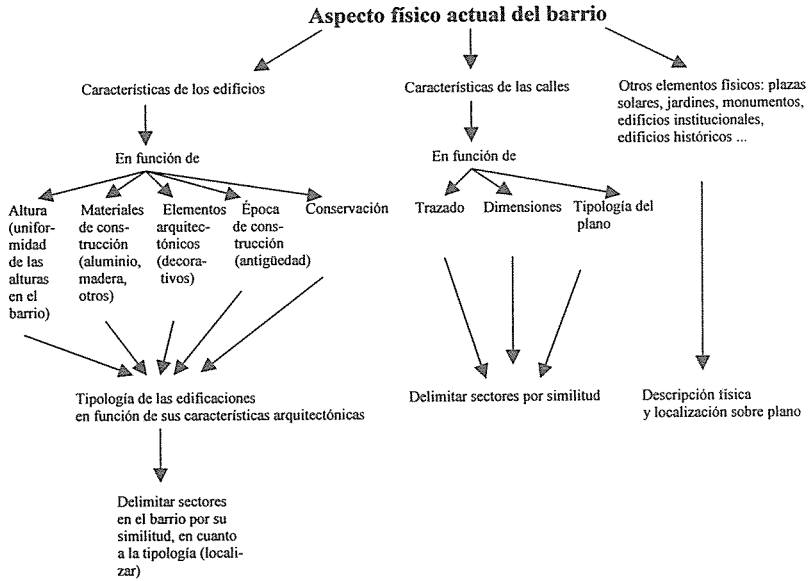 Aspecto físico actual del barrio
Características de los edificios
Características de las calles
Otros elementos físicos: plazas
solares, jardines, monumentos,
edificios institucionales,
edificios históricos ...
En función de
En función de
Altura
(unifor-
midad
de las
alturas
en el
barrio)
Materiales
de cons-
trucción
(aluminio,
madera,
otros)
Elementos
arquitec-
tónicos
(decora-
tivos)
Época
de cons-
trucción
(antigüedad)
Conservación
Trazado
Dimensiones
Tipología del
plano
Tipología de las edificaciones
en función de sus características arquitectónicas
Delimitar sectores por similitud
Descripción física
y localización sobre plano
Delimitar sectores
en el barrio por su
similitud, en cuanto
a la tipología (locali-
zar)